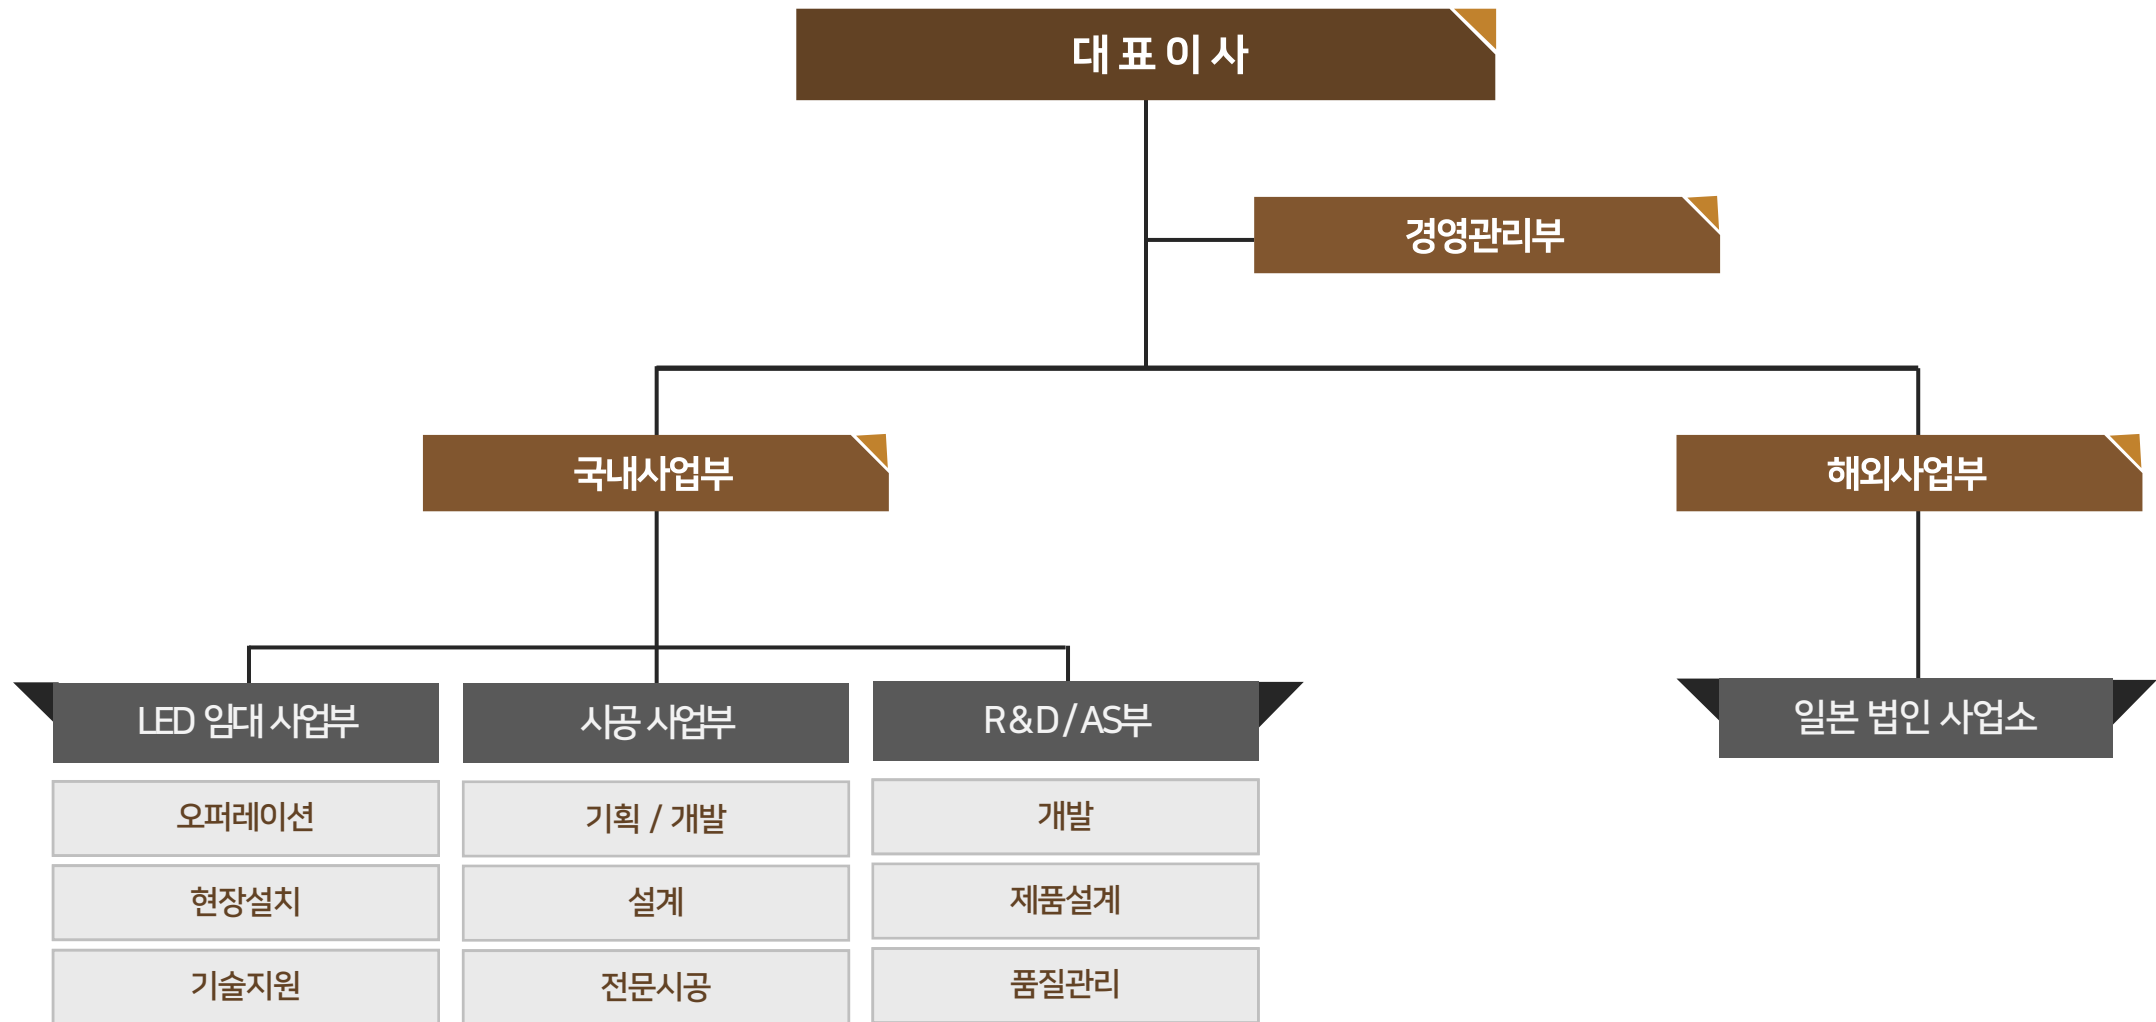 대표이사
경영관리부
국내사업부
해외사업부
LED 임대 사업부
시공 사업부
R&D/AS부
일본 법인 사업소
오퍼레이션
기획 / 개발
개발
현장설치
설계
제품설계
기술지원
전문시공
품질관리